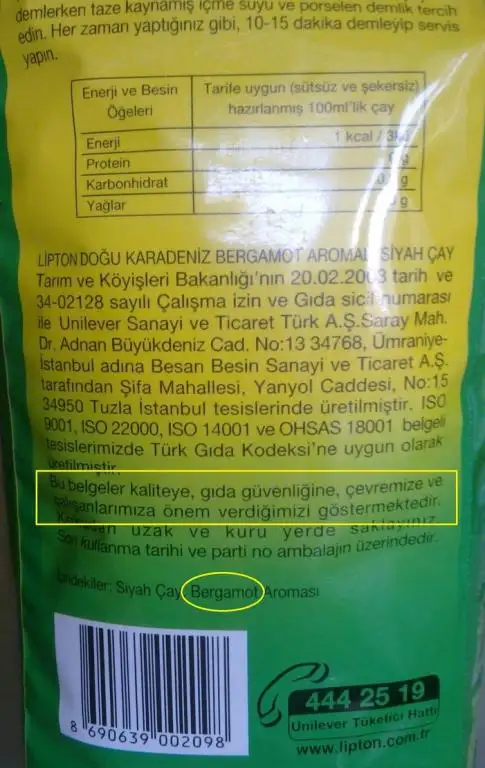 demlerken taze kaynamış içme suyu ve porselen demlik tercih
edin. Her zaman yaptığınız gibi, 10-15 dakika demleyip servis
yapın.
Enerji ve Besin Öğeleri
Tarife uygun (sütsüz ve şekersiz) hazırlanmış 100ml'lik çay
Enerji 1 kcal / 3kj
Protein g
Karbonhidrat g
Yağlar g
LİPTON DOĞU KARADENİZ BERGAMOT AROMALI SİYAH ÇAY
Tarım ve Köyişleri Bakanlığı'nın 20.02.2003 tarih ve
34-02128 sayılı Çalışma izin ve Gıda sicil numarası
ile Unilever Sanayi ve Ticaret Türk A.Ş.Saray Mah.
Dr. Adnan Büyükdeniz Cad. No:13 34768, Ümraniye-
İstanbul adına Besan Besin Sanayi ve Ticaret A.Ş.
tarafından Şifa Mahallesi, Yanyol Caddesi, No:15
34950 Tuzla İstanbul tesislerinde üretilmiştir. ISO
9001, ISO 22000, ISO 14001 ve OHSAS 18001 belgeli
tesislerimizde Türk Gıda Kodeksi'ne uygun olarak
üretilmiştir.
Bu belgeler kaliteye, gıda güvenliğine, çevremize ve
çalışanlarımıza önem verdiğimizi göstermektedir.
Kokudan uzak ve kuru yerde saklayınız.
Son kullanma tarihi ve parti no ambalajın üzerindedir.
İçindekiler: Siyah Çay, Bergamot Aroması
8 690639 002098
444 25 19
Unilever Tüketici Hattı
www.lipton.com.tr